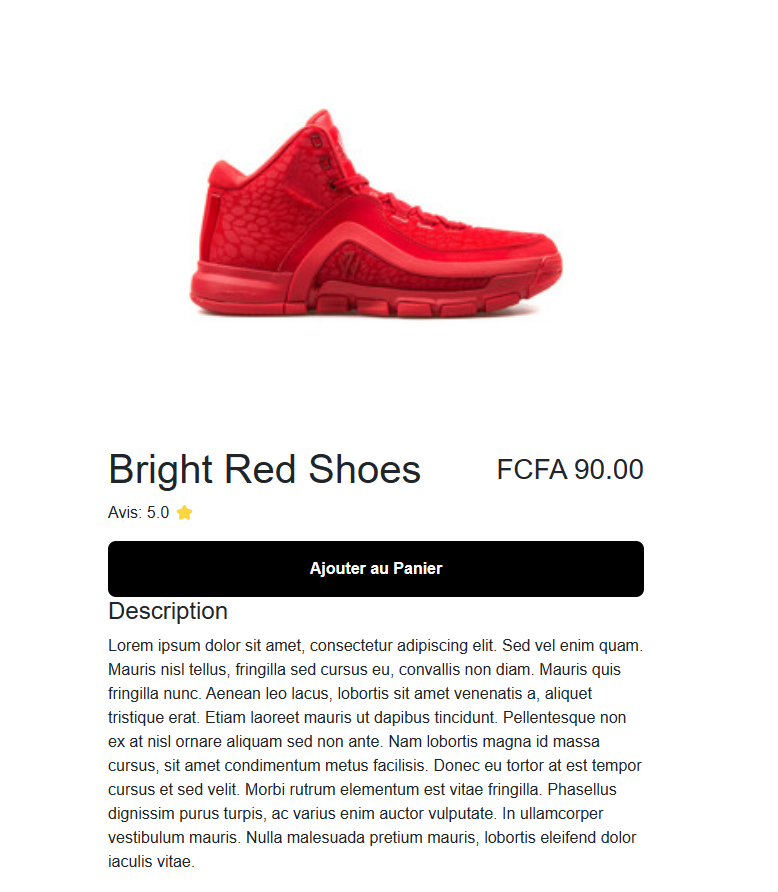 Bright Red Shoes
FCFA 90.00
Avis: 5.0
Ajouter au Panier
Description
Lorem ipsum dolor sit amet, consectetur adipiscing elit. Sed vel enim quam.
Mauris nisl tellus, fringilla sed cursus eu, convallis non diam. Mauris quis
fringilla nunc. Aenean leo lacus, lobortis sit amet venenatis a, aliquet
tristique erat. Etiam laoreet mauris ut dapibus tincidunt. Pellentesque non
ex at nisl ornare aliquam sed non ante. Nam lobortis magna id massa
cursus, sit amet condimentum metus facilisis. Donec eu tortor at est tempor
cursus et sed velit. Morbi rutrum elementum est vitae fringilla. Phasellus
dignissim purus turpis, ac varius enim auctor vulputate. In ullamcorper
vestibulum mauris. Nulla malesuada pretium mauris, lobortis eleifend dolor
iaculis vitae.